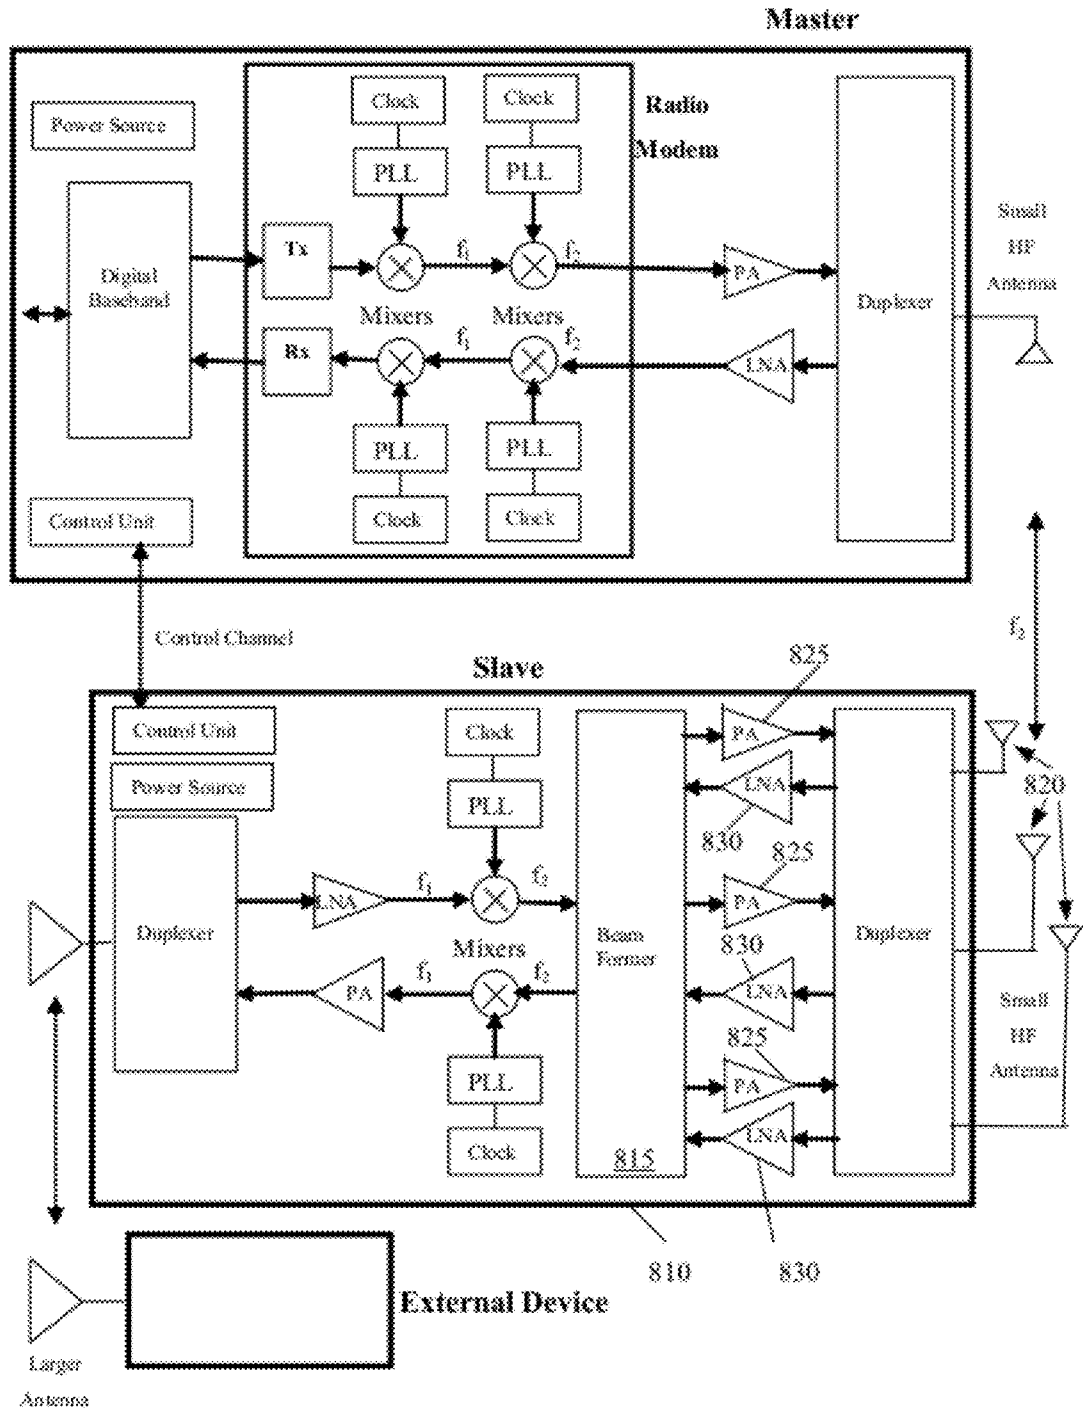 Master
Clock
Clock
Radio
Modem
Power Source
PLL
PLL
Small
HF
Antenna
Tx
f1
f2
PA
Digital
Baseband
Duplexer
Mixers
Mixers
Rx
f1
f2
LNA
PLL
PLL
Control Unit
Clock
Clock
Control Channel
f2
Slave
825
Control Unit
Clock
PA
Power Source
PLL
LNA
820
830
825
LNA
f1
f2
PA
Duplexer
Beam
Former
Duplexer
Mixers
830
PA
f1
f2
LNA
Small
HF
Antenna
825
PLL
PA
Clock
815
LNA
810
830
External Device
Larger
Antenna